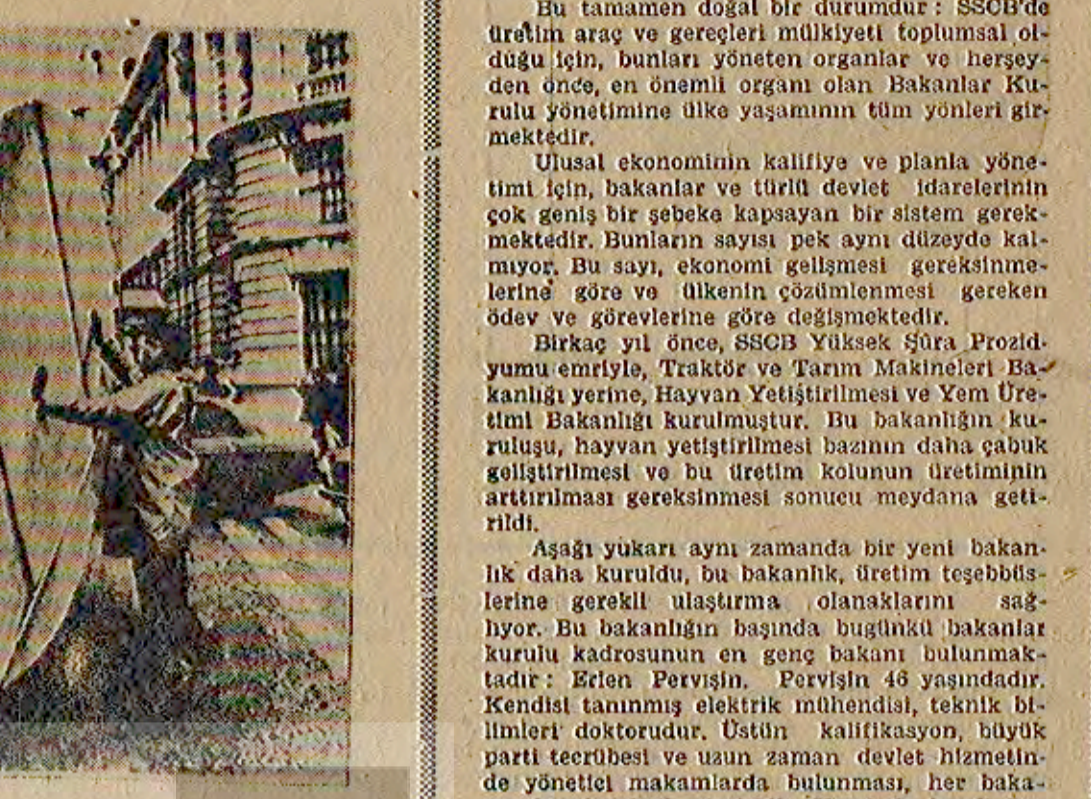 Bu tamamen doğal bir durumdur : SSCB'de
üretim araç ve gereçleri mülkiyeti toplumsal ol-
duğu için, bunları yöneten organlar ve herşey-
den önce, en önemli organı olan Bakanlar Ku-
rulu yönetimine ülke yaşamının tüm yönleri gir-
mektedir.
Ulusal ekonominin kalifiye ve planla yöne-
timi için, bakanlar ve türlü devlet idarelerinin
çok geniş bir şebeke kapsayan bir sistem gerek-
mektedir. Bunların sayısı pek aynı düzeyde kal-
mıyor. Bu sayı, ekonomi gelişmesi gereksinme-
lerine göre ve ülkenin çözümlenmesi gereken
ödev ve görevlerine göre değişmektedir.
Birkaç yıl önce, SSCB Yüksek Şûra Prozid-
yumu emriyle, Traktör ve Tarım Makineleri Ba-
kanlığı yerine, Hayvan Yetiştirilmesi ve Yem Üre-
timi Bakanlığı kurulmuştur. Bu bakanlığın ku-
ruluşu, hayvan yetiştirilmesi bazının daha çabuk
geliştirilmesi ve bu üretim kolunun üretiminin
arttırılması gereksinmesi sonucu meydana geti-
rildi.
Aşağı yukarı aynı zamanda bir yeni bakan-
lık daha kuruldu, bu bakanlık, üretim teşebbüs-
lerine gerekli ulaştırma olanaklarını sağ-
lıyor. Bu bakanlığın başında bugünkü bakanlar
kurulu kadrosunun en genç bakanı bulunmak-
tadır : Erlen Pervişin. Pervişin 46 yaşındadır.
Kendisi tanınmış elektrik mühendisi, teknik bi-
limleri doktorudur. Üstün kalifikasyon, büyük
parti tecrübesi ve uzun zaman devlet hizmetin-
de yönetici makamlarda bulunması, her baka-